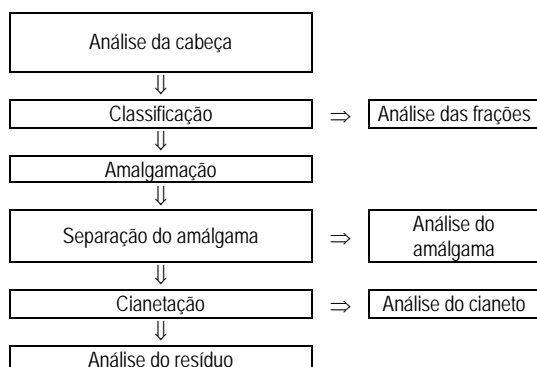 Análise da cabeça
⇓
Classificação ⇒ Análise das frações
⇓
Amalgamação
⇓
Separação do amálgama ⇒ Análise do
amálgama
⇓
Cianetação ⇒ Análise do cianeto
⇓
Análise do resíduo